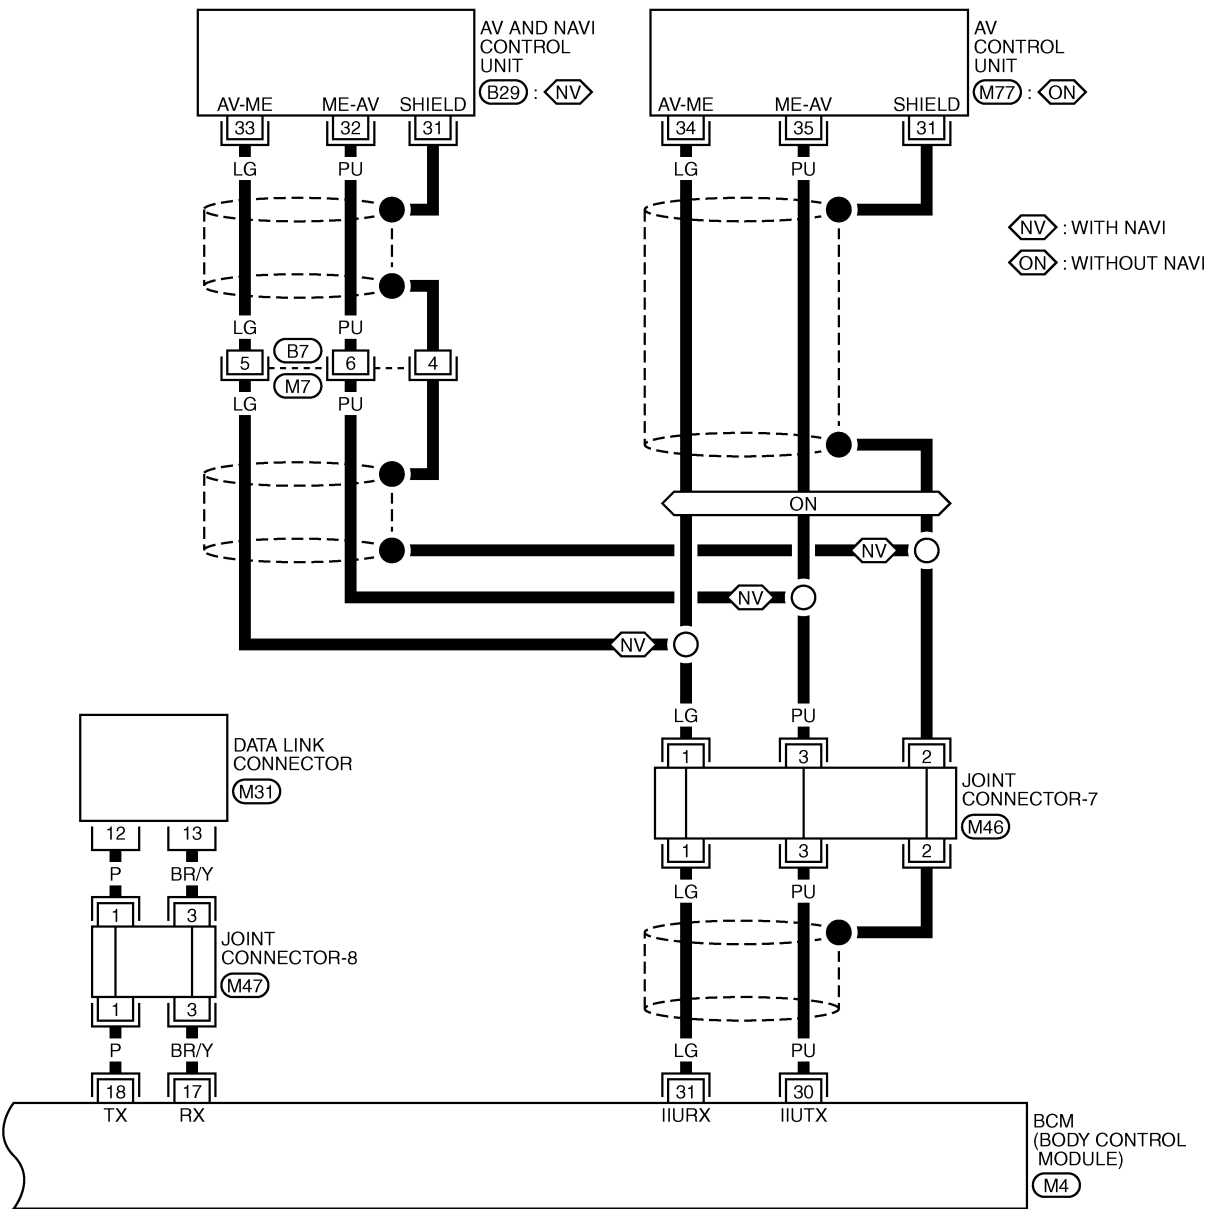 AV AND NAVI
CONTROL
UNIT
B29 : NV
AV
CONTROL
UNIT
M77 : ON
AV-ME ME-AV SHIELD
AV-ME ME-AV SHIELD
33 32 31
34 35 31
LG PU
LG PU
NV : WITH NAVI
ON : WITHOUT NAVI
LG PU
5 B7 6 4
M7
LG PU
ON
NV
NV
NV
LG PU
DATA LINK
CONNECTOR
M31
1 3 2
JOINT
CONNECTOR-7
M46
12 13
1 3 2
P BR/Y
LG PU
1 3
JOINT
CONNECTOR-8
M47
1 3
P BR/Y
LG PU
18 17
31 30
TX RX
IIURX IIUTX
BCM
(BODY CONTROL
MODULE)
M4